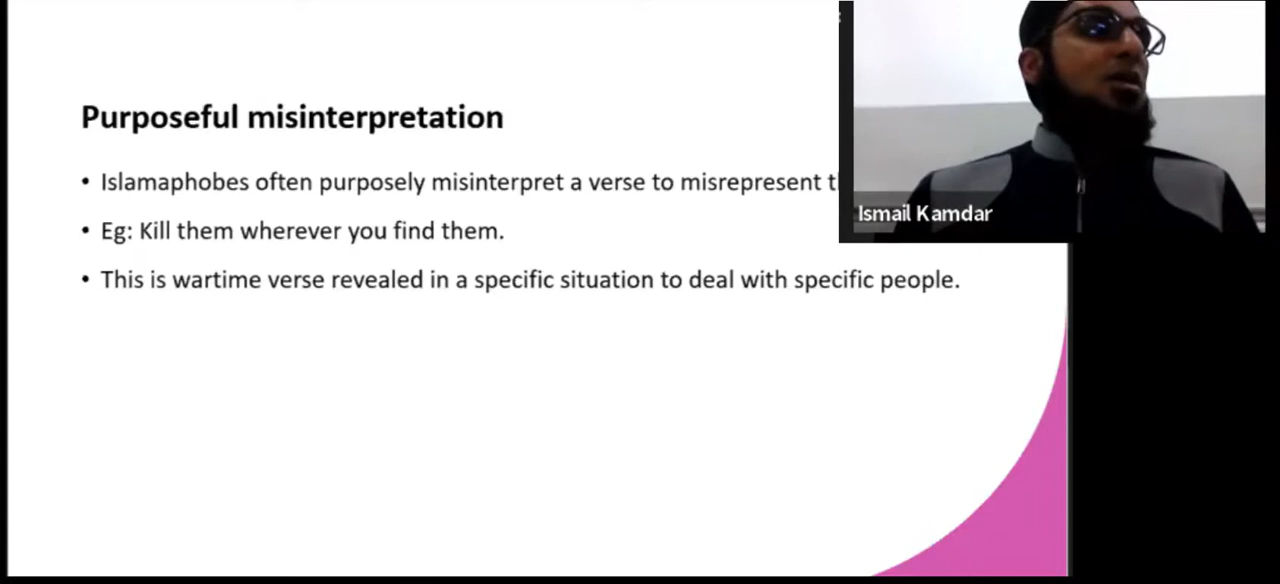 Purposeful misinterpretation
• Islamaphobes often purposely misinterpret a verse to misrepresent
• Eg: Kill them wherever you find them.
• This is wartime verse revealed in a specific situation to deal with specific people.
Ismail Kamdar